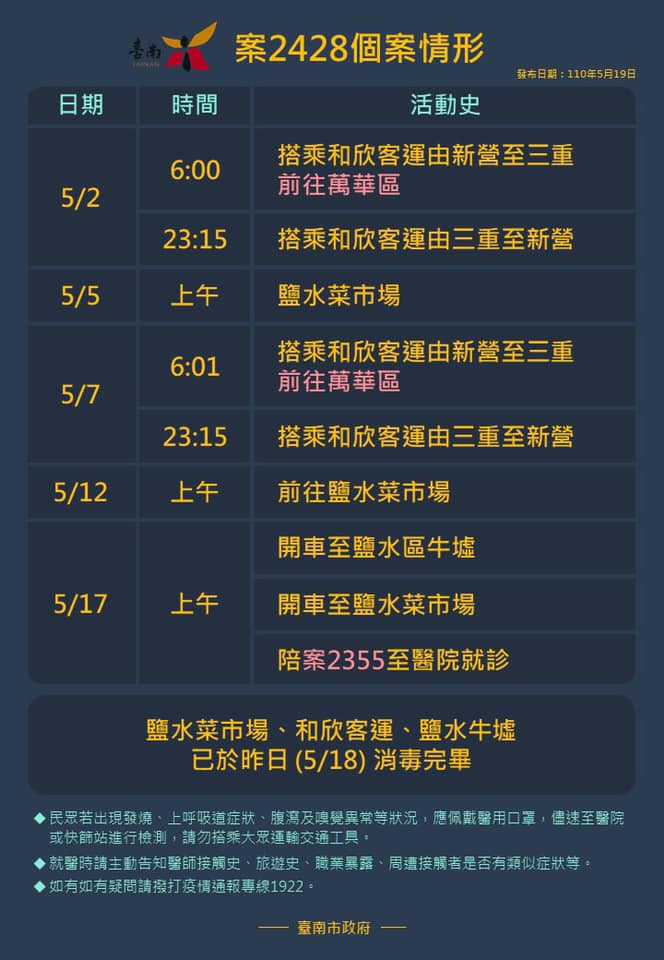 臺南
TAINAN
案2428個案情形
發布日期：110年5月19日
日期
時間
活動史
5/2
6:00
搭乘和欣客運由新營至三重
前往萬華區
23:15
搭乘和欣客運由三重至新營
5/5
上午
鹽水菜市場
5/7
6:01
搭乘和欣客運由新營至三重
前往萬華區
23:15
搭乘和欣客運由三重至新營
5/12
上午
前往鹽水菜市場
5/17
上午
開車至鹽水區牛墟
開車至鹽水菜市場
陪案2355至醫院就診
鹽水菜市場、和欣客運、鹽水牛墟
已於昨日 (5/18) 消毒完畢
◆民眾若出現發燒、上呼吸道症狀、腹瀉及嗅覺異常等狀況，應佩戴醫用口罩，儘速至醫院
或快篩站進行檢測，請勿搭乘大眾運輸交通工具。
◆就醫時請主動告知醫師接觸史、旅遊史、職業暴露、周遭接觸者是否有類似症狀等。
◆如有如有疑問請撥打疫情通報專線1922。
臺南市政府